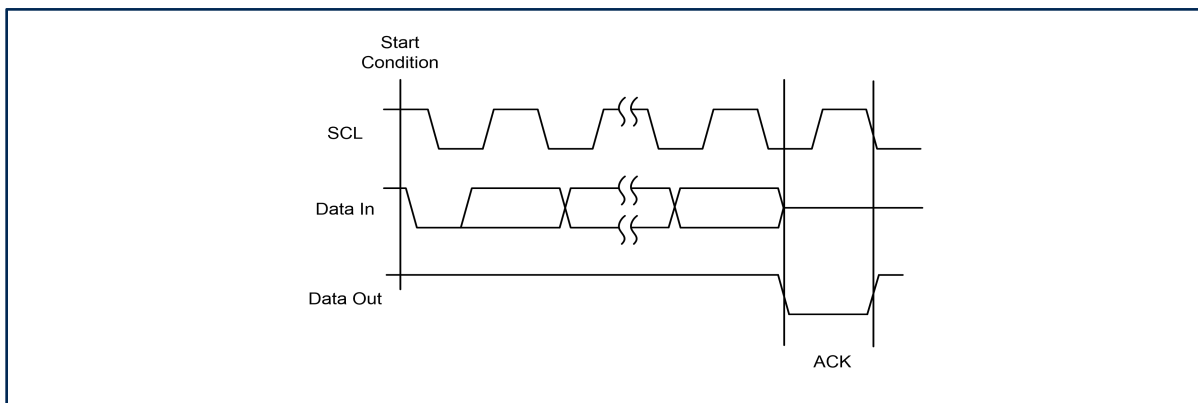 Start
Condition
SCL
Data In
Data Out
ACK